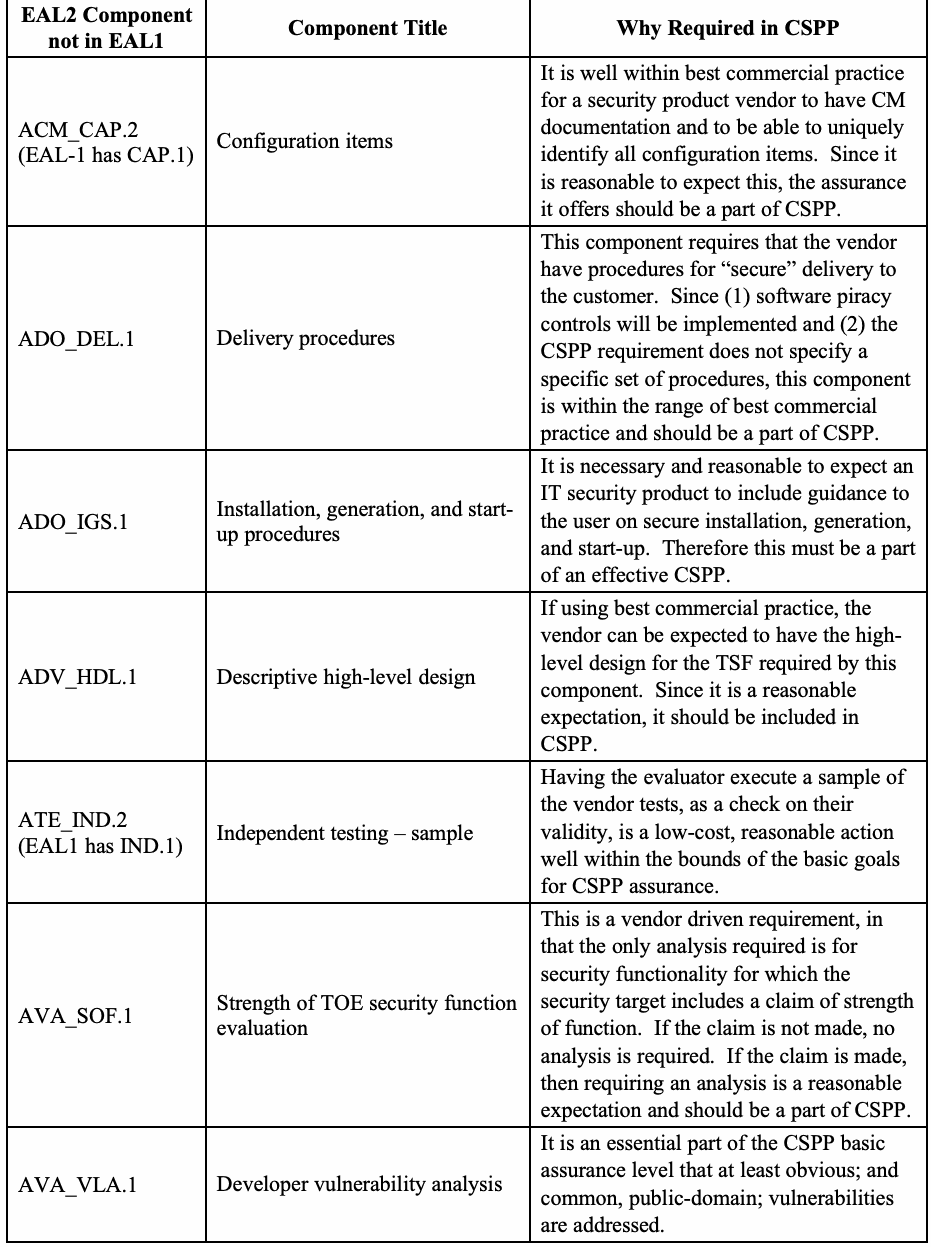 EAL2 Component
not in EAL1
Component Title
Why Required in CSPP
ACM_CAP.2
(EAL-1 has CAP.1)
Configuration items
It is well within best commercial practice
for a security product vendor to have CM
documentation and to be able to uniquely
identify all configuration items.  Since it
is reasonable to expect this, the assurance
it offers should be a part of CSPP.
ADO_DEL.1
Delivery procedures
This component requires that the vendor
have procedures for “secure” delivery to
the customer.  Since (1) software piracy
controls will be implemented and (2) the
CSPP requirement does not specify a
specific set of procedures, this component
is within the range of best commercial
practice and should be a part of CSPP.
ADO_IGS.1
Installation, generation, and start-
up procedures
It is necessary and reasonable to expect an
IT security product to include guidance to
the user on secure installation, generation,
and start-up.  Therefore this must be a part
of an effective CSPP.
ADV_HDL.1
Descriptive high-level design
If using best commercial practice, the
vendor can be expected to have the high-
level design for the TSF required by this
component.  Since it is a reasonable
expectation, it should be included in
CSPP.
ATE_IND.2
(EAL1 has IND.1)
Independent testing – sample
Having the evaluator execute a sample of
the vendor tests, as a check on their
validity, is a low-cost, reasonable action
well within the bounds of the basic goals
for CSPP assurance.
AVA_SOF.1
Strength of TOE security function
evaluation
This is a vendor driven requirement, in
that the only analysis required is for
security functionality for which the
security target includes a claim of strength
of function.  If the claim is not made, no
analysis is required.  If the claim is made,
then requiring an analysis is a reasonable
expectation and should be a part of CSPP.
AVA_VLA.1
Developer vulnerability analysis
It is an essential part of the CSPP basic
assurance level that at least obvious; and
common, public-domain; vulnerabilities
are addressed.